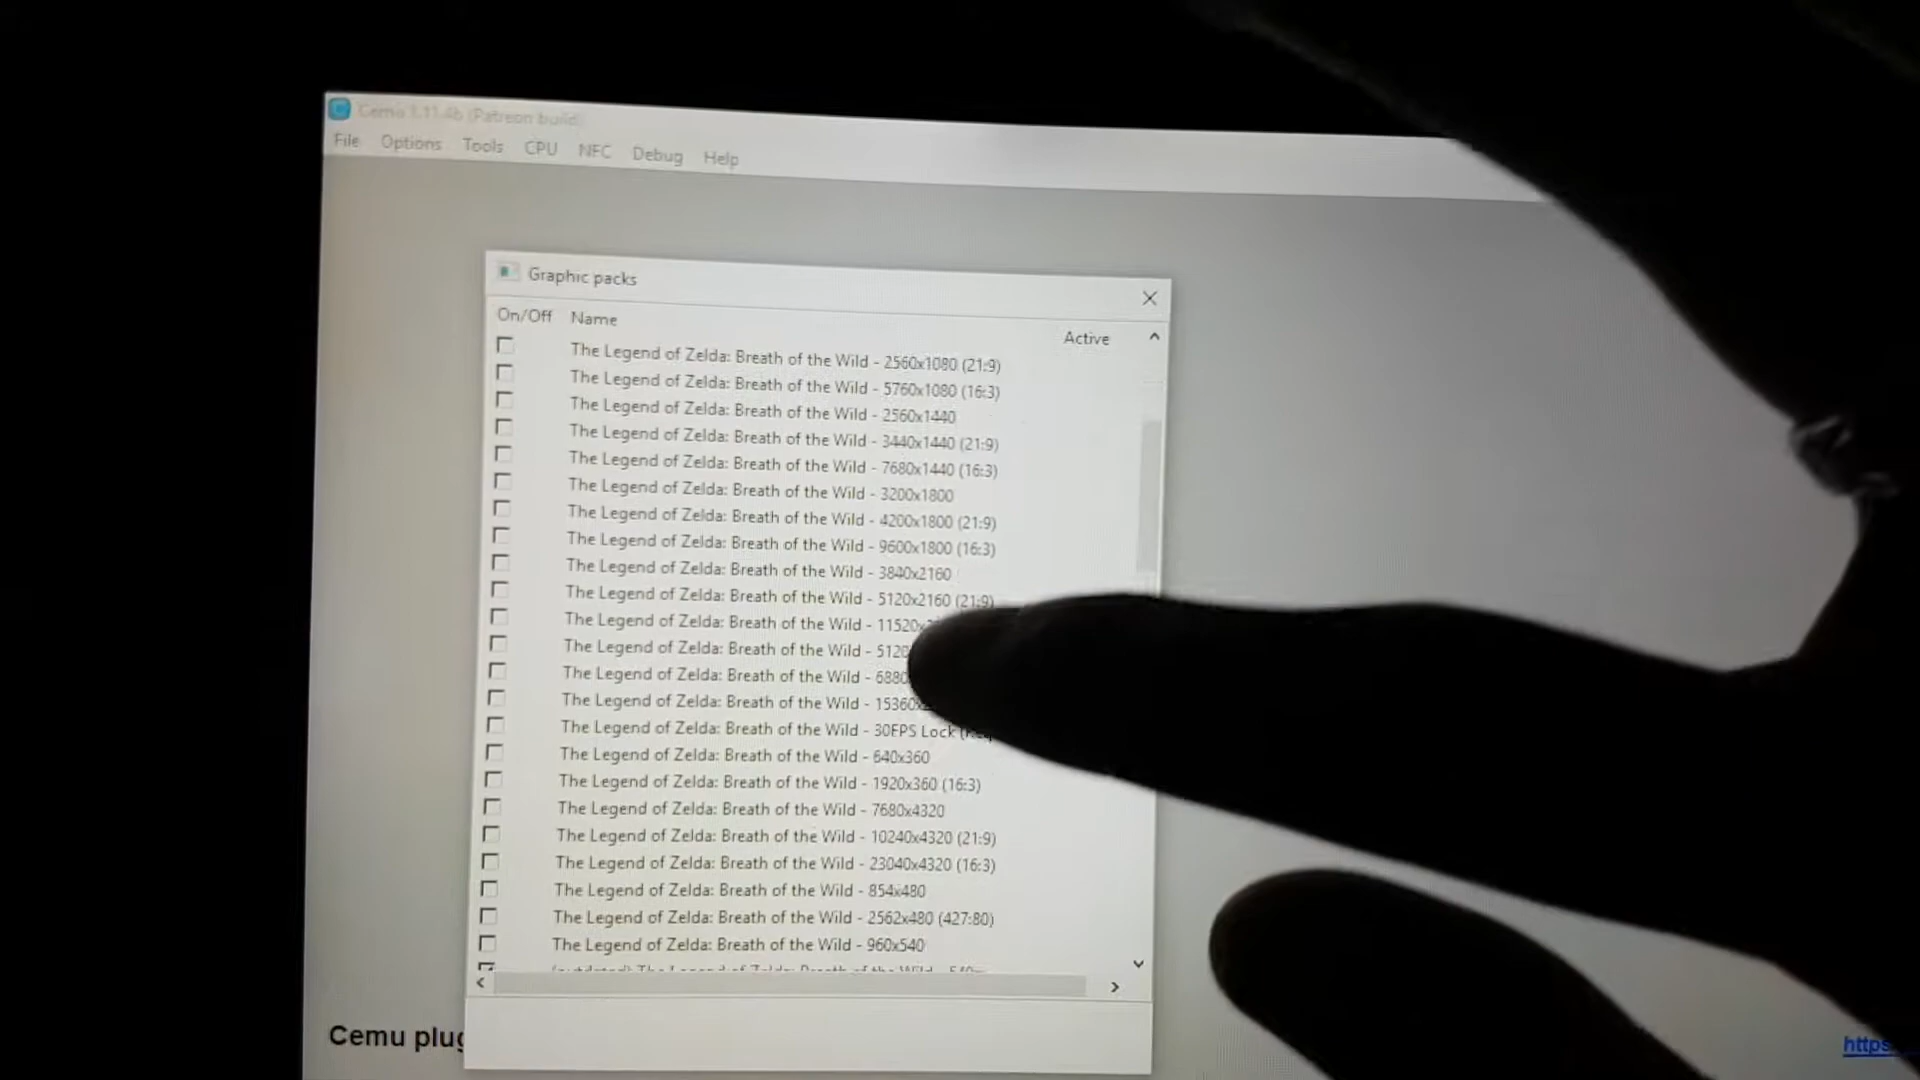 Cemu 1.11.4b (Patreon build)
File Options Tools CPU NFC Debug Help
Graphic packs
On/Off Name Active
The Legend of Zelda: Breath of the Wild - 2560x1080 (21:9)
The Legend of Zelda: Breath of the Wild - 5760x1080 (16:3)
The Legend of Zelda: Breath of the Wild - 2560x1440
The Legend of Zelda: Breath of the Wild - 3440x1440 (21:9)
The Legend of Zelda: Breath of the Wild - 7680x1440 (16:3)
The Legend of Zelda: Breath of the Wild - 3200x1800
The Legend of Zelda: Breath of the Wild - 4200x1800 (21:9)
The Legend of Zelda: Breath of the Wild - 9600x1800 (16:3)
The Legend of Zelda: Breath of the Wild - 3840x2160
The Legend of Zelda: Breath of the Wild - 5120x2160 (21:9)
The Legend of Zelda: Breath of the Wild - 11520x
The Legend of Zelda: Breath of the Wild - 5120
The Legend of Zelda: Breath of the Wild - 6880
The Legend of Zelda: Breath of the Wild - 15360x
The Legend of Zelda: Breath of the Wild - 30FPS Lock
The Legend of Zelda: Breath of the Wild - 640x360
The Legend of Zelda: Breath of the Wild - 1920x360 (16:3)
The Legend of Zelda: Breath of the Wild - 7680x4320
The Legend of Zelda: Breath of the Wild - 10240x4320 (21:9)
The Legend of Zelda: Breath of the Wild - 23040x4320 (16:3)
The Legend of Zelda: Breath of the Wild - 854x480
The Legend of Zelda: Breath of the Wild - 2562x480 (427:80)
The Legend of Zelda: Breath of the Wild - 960x540
Cemu plug
https